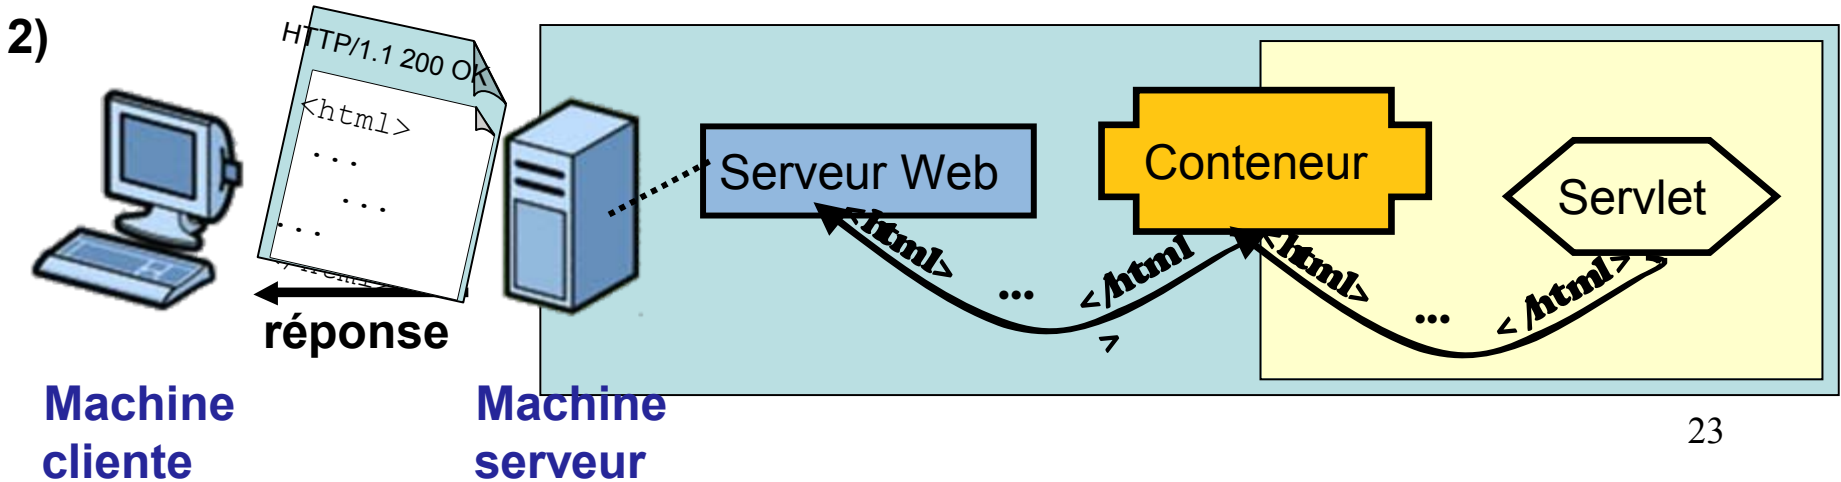 2)
HTTP/1.1 200 OK
<html>
...
...
...
réponse
Machine
cliente
Machine
serveur
Serveur Web
Conteneur
Servlet
<html>
...
</html
>
<html>
...
</html>
23